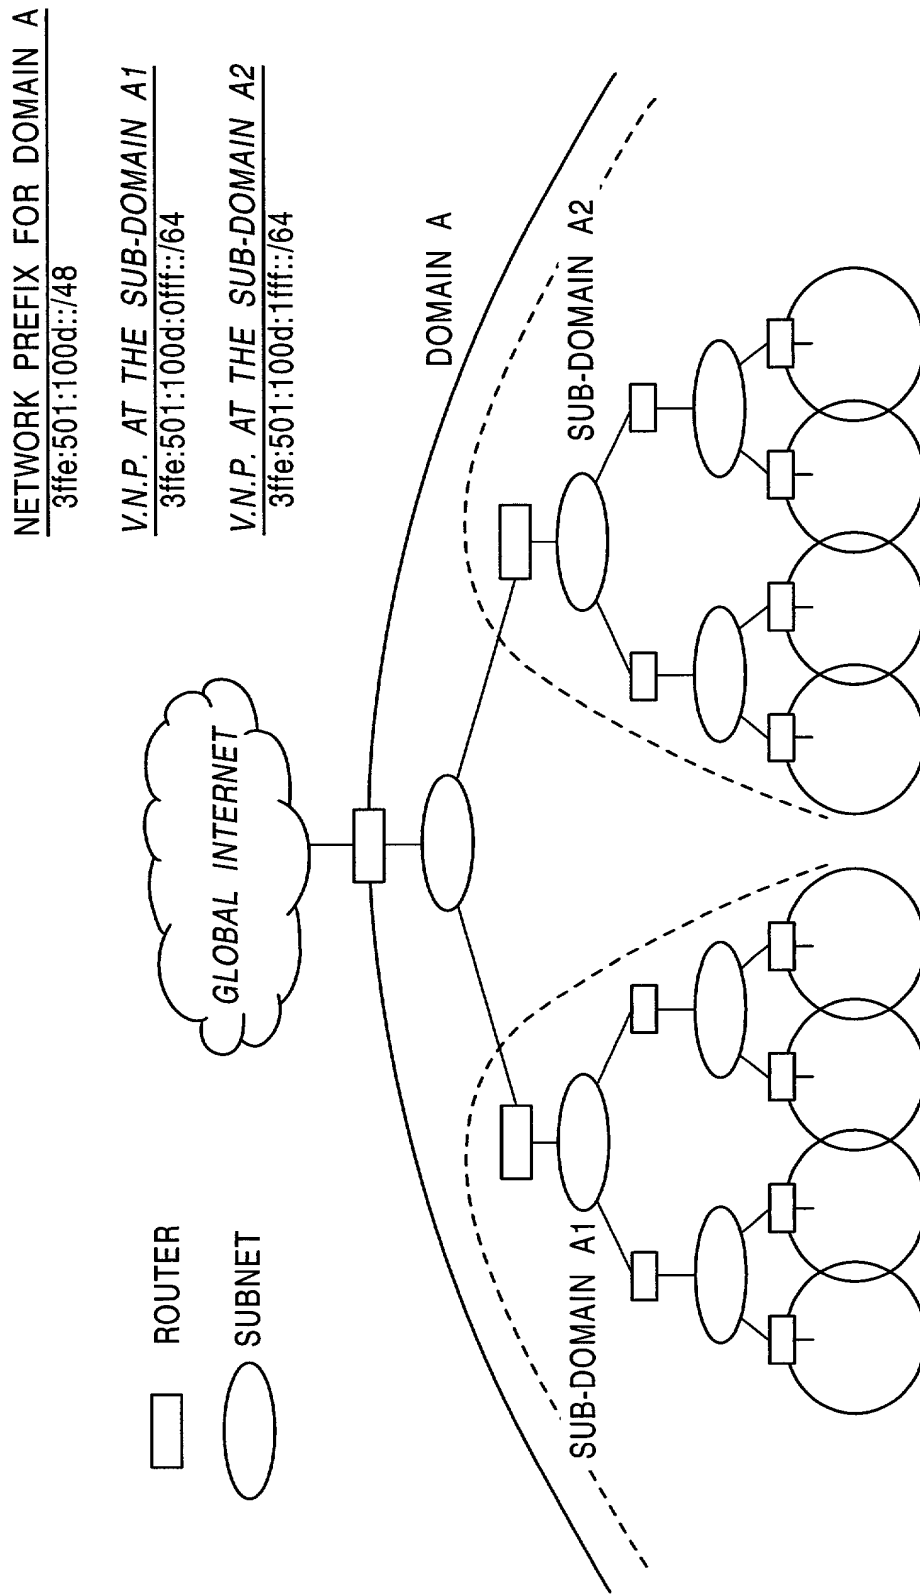 ROUTER
SUBNET
NETWORK PREFIX FOR DOMAIN A
3ffe:501:100d::/48
V.N.P. AT THE SUB-DOMAIN A1
3ffe:501:100d:0fff::/64
V.N.P. AT THE SUB-DOMAIN A2
3ffe:501:100d:1fff::/64
GLOBAL INTERNET
DOMAIN A
SUB-DOMAIN A1
SUB-DOMAIN A2